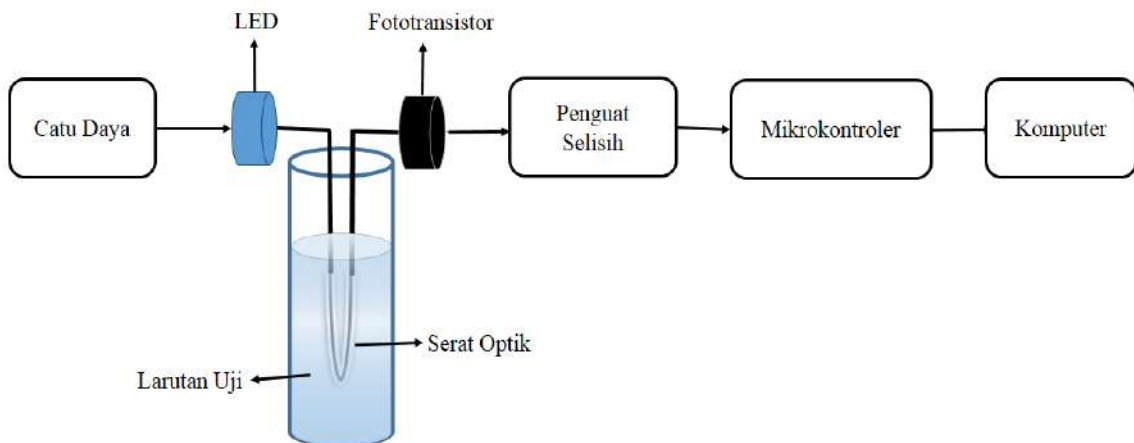 LED
Fototransistor
Catu Daya
Penguat
Selisih
Mikrokontroler
Komputer
Serat Optik
Larutan Uji